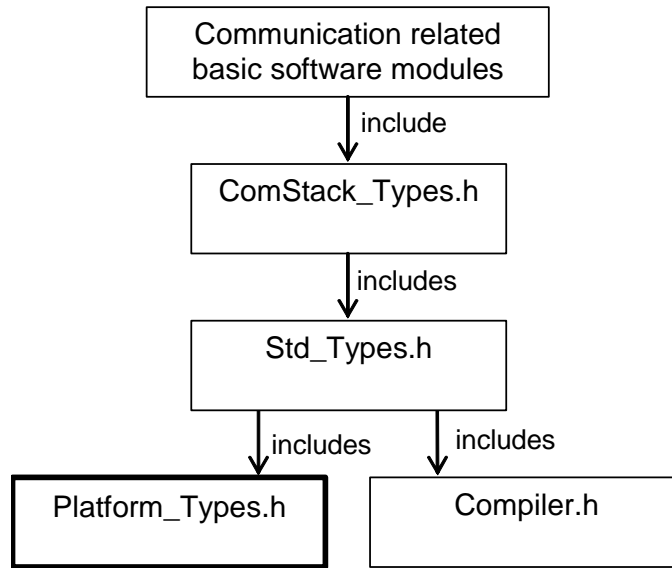 Communication related
basic software modules
include
ComStack_Types.h
includes
Std_Types.h
includes
includes
Platform_Types.h
Compiler.h